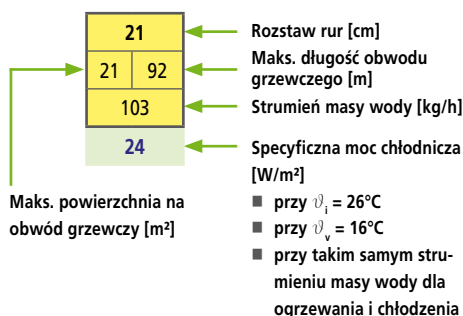 21
21 92
103
24
Rozstaw rur [cm]
Maks. długość obwodu
grzewczego [m]
Strumień masy wody [kg/h]
Specyficzna moc chłodnicza
[W/m²]
■ przy ϑi = 26°C
■ przy ϑv = 16°C
■ przy takim samym stru-
mieniu masy wody dla
ogrzewania i chłodzenia
Maks. powierzchnia na
obwód grzewczy [m²]